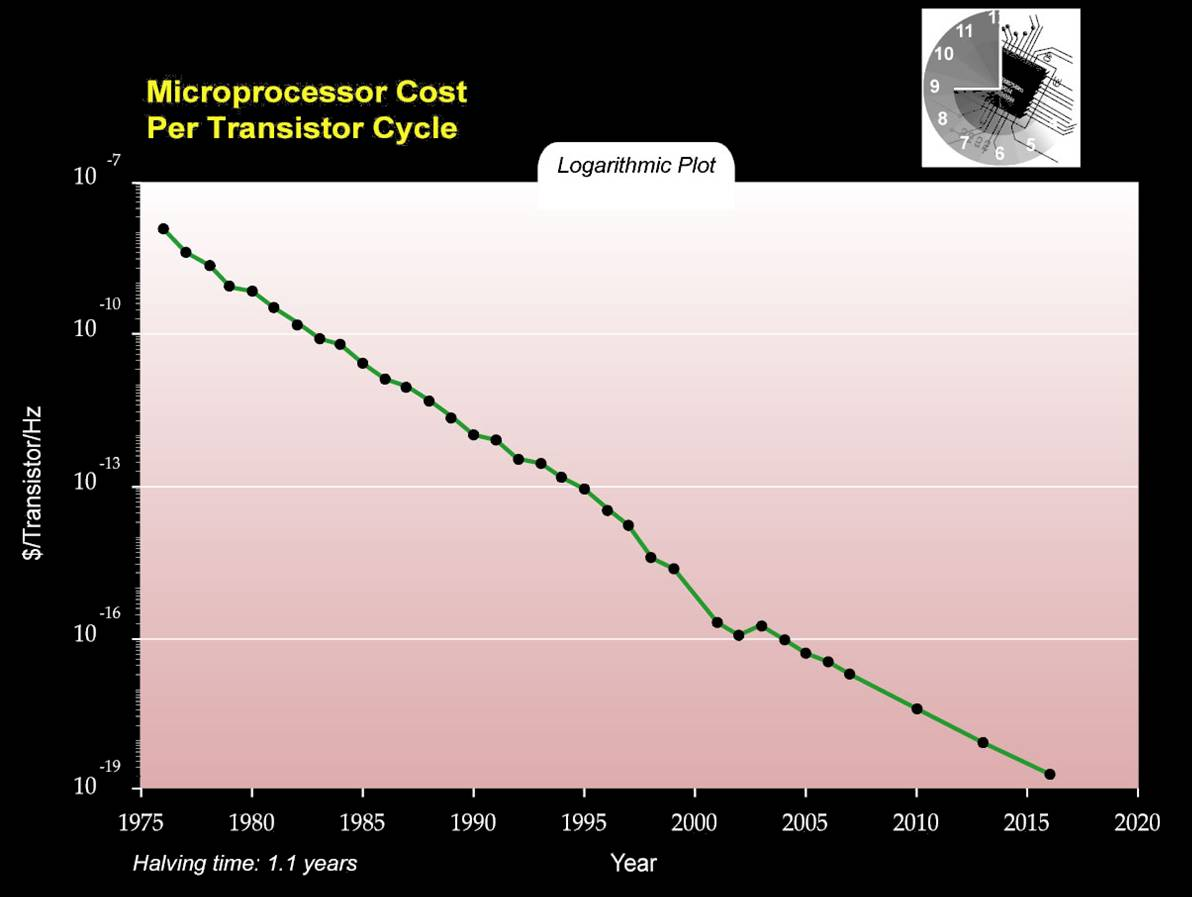 12
11
10
9
8
7
6
5
Microprocessor Cost
Per Transistor Cycle
Logarithmic Plot
10 -7
10 -10
10 -13
10 -16
10 -19
$/Transistor/Hz
1975 1980 1985 1990 1995 2000 2005 2010 2015 2020
Halving time: 1.1 years
Year